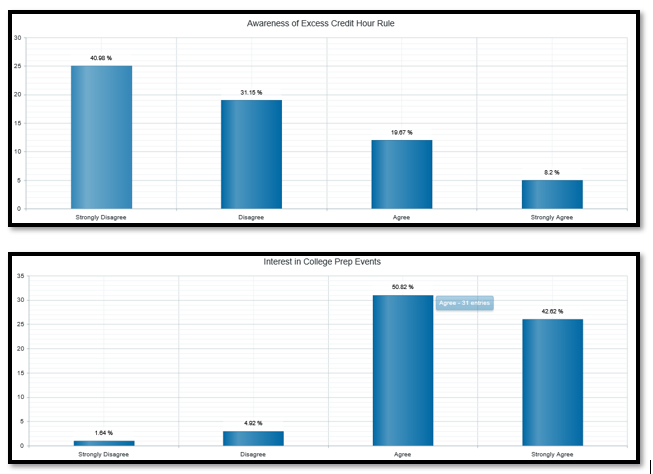 Awareness of Excess Credit Hour Rule
30
25
20
15
10
5
0
40.98 %
31.15 %
19.67 %
8.2 %
Strongly Disagree
Disagree
Agree
Strongly Agree
Interest in College Prep Events
35
30
25
20
15
10
5
0
1.64 %
4.92 %
50.82 %
Agree - 31 entries
42.62 %
Strongly Disagree
Disagree
Agree
Strongly Agree